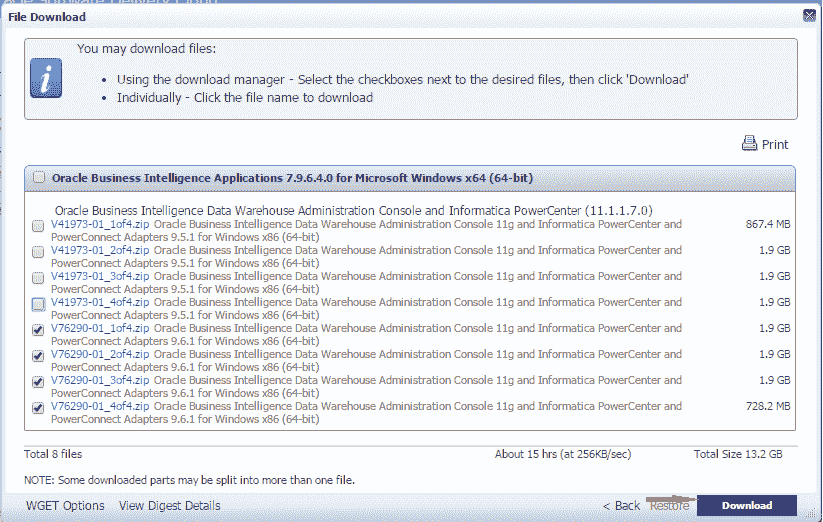 File Download
You may download files:
• Using the download manager - Select the checkboxes next to the desired files, then click 'Download'
• Individually - Click the file name to download
Print
Oracle Business Intelligence Applications 7.9.6.4.0 for Microsoft Windows x64 (64-bit)
Oracle Business Intelligence Data Warehouse Administration Console and Informatica PowerCenter (11.1.1.7.0)
V41973-01_1of4.zip Oracle Business Intelligence Data Warehouse Administration Console 11g and Informatica PowerCenter and 867.4 MB
PowerConnect Adapters 9.5.1 for Windows x86 (64-bit)
V41973-01_2of4.zip Oracle Business Intelligence Data Warehouse Administration Console 11g and Informatica PowerCenter and 1.9 GB
PowerConnect Adapters 9.5.1 for Windows x86 (64-bit)
V41973-01_3of4.zip Oracle Business Intelligence Data Warehouse Administration Console 11g and Informatica PowerCenter and 1.9 GB
PowerConnect Adapters 9.5.1 for Windows x86 (64-bit)
V41973-01_4of4.zip Oracle Business Intelligence Data Warehouse Administration Console 11g and Informatica PowerCenter and 1.9 GB
PowerConnect Adapters 9.5.1 for Windows x86 (64-bit)
V76290-01_1of4.zip Oracle Business Intelligence Data Warehouse Administration Console 11g and Informatica PowerCenter and 1.9 GB
PowerConnect Adapters 9.6.1 for Windows x86 (64-bit)
V76290-01_2of4.zip Oracle Business Intelligence Data Warehouse Administration Console 11g and Informatica PowerCenter and 1.9 GB
PowerConnect Adapters 9.6.1 for Windows x86 (64-bit)
V76290-01_3of4.zip Oracle Business Intelligence Data Warehouse Administration Console 11g and Informatica PowerCenter and 1.9 GB
PowerConnect Adapters 9.6.1 for Windows x86 (64-bit)
V76290-01_4of4.zip Oracle Business Intelligence Data Warehouse Administration Console 11g and Informatica PowerCenter and 728.2 MB
PowerConnect Adapters 9.6.1 for Windows x86 (64-bit)
Total 8 files About 15 hrs (at 256KB/sec) Total Size 13.2 GB
NOTE: Some downloaded parts may be split into more than one file.
WGET Options View Digest Details < Back Restore Download